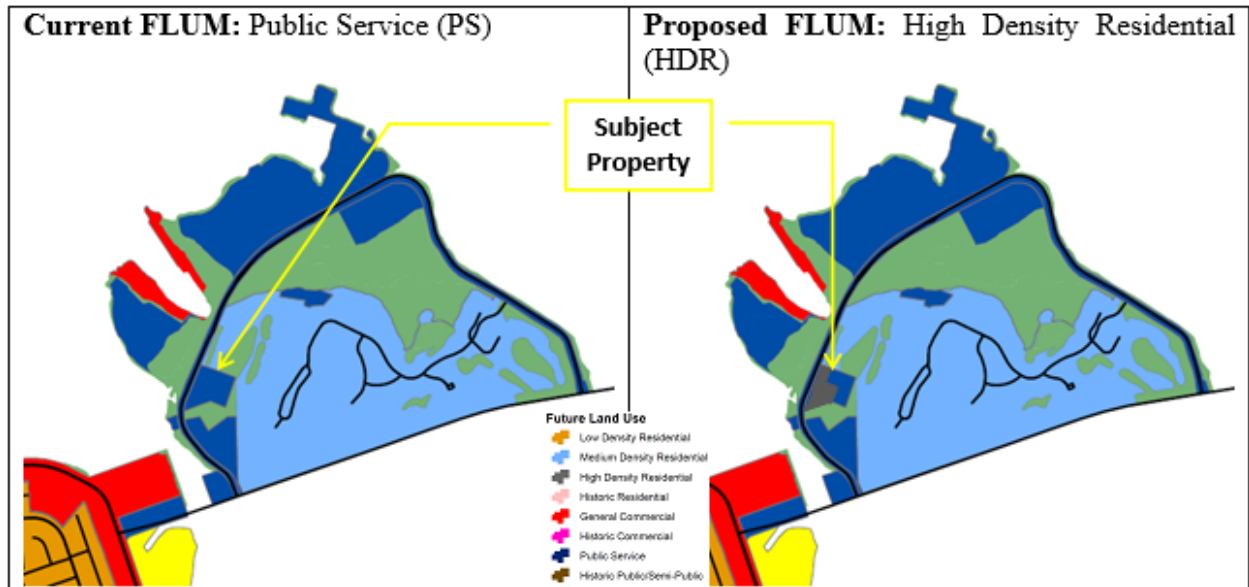 Current FLUM: Public Service (PS)
Proposed FLUM: High Density Residential
(HDR)
Subject
Property
Future Land Use
Low Density Residential
Medium Density Residential
High Density Residential
Historic Residential
General Commercial
Historic Commercial
Public Service
Historic Public/Semi-Public